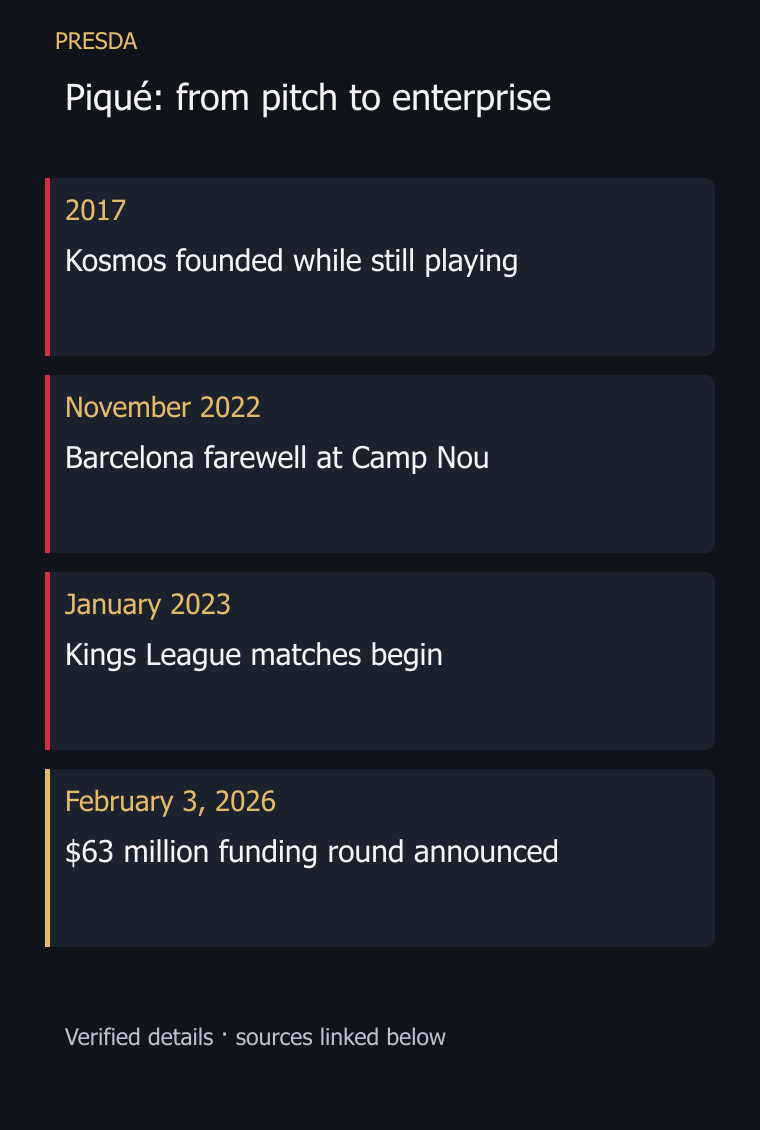 PRESDA
Piqué: from pitch to enterprise
2017
Kosmos founded while still playing
November 2022
Barcelona farewell at Camp Nou
January 2023
Kings League matches begin
February 3, 2026
$63 million funding round announced
Verified details · sources linked below